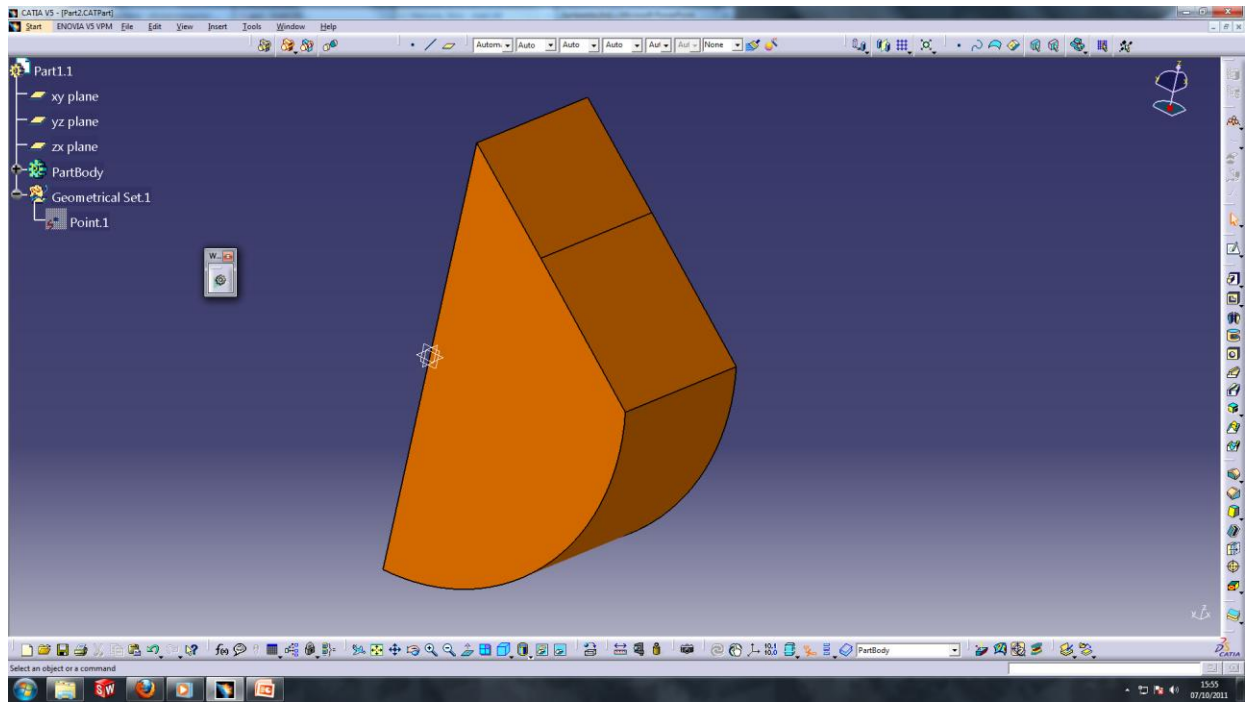 CATIA V5 - [Part2.CATPart]
Start ENOVIA V5 VPM File Edit View Insert Tools Window Help
Auto Auto Auto None
Part1.1
xy plane
yz plane
zx plane
PartBody
Geometrical Set.1
Point.1
W...
PartBody
CATIA
Select an object or a command
15:55
07/10/2011